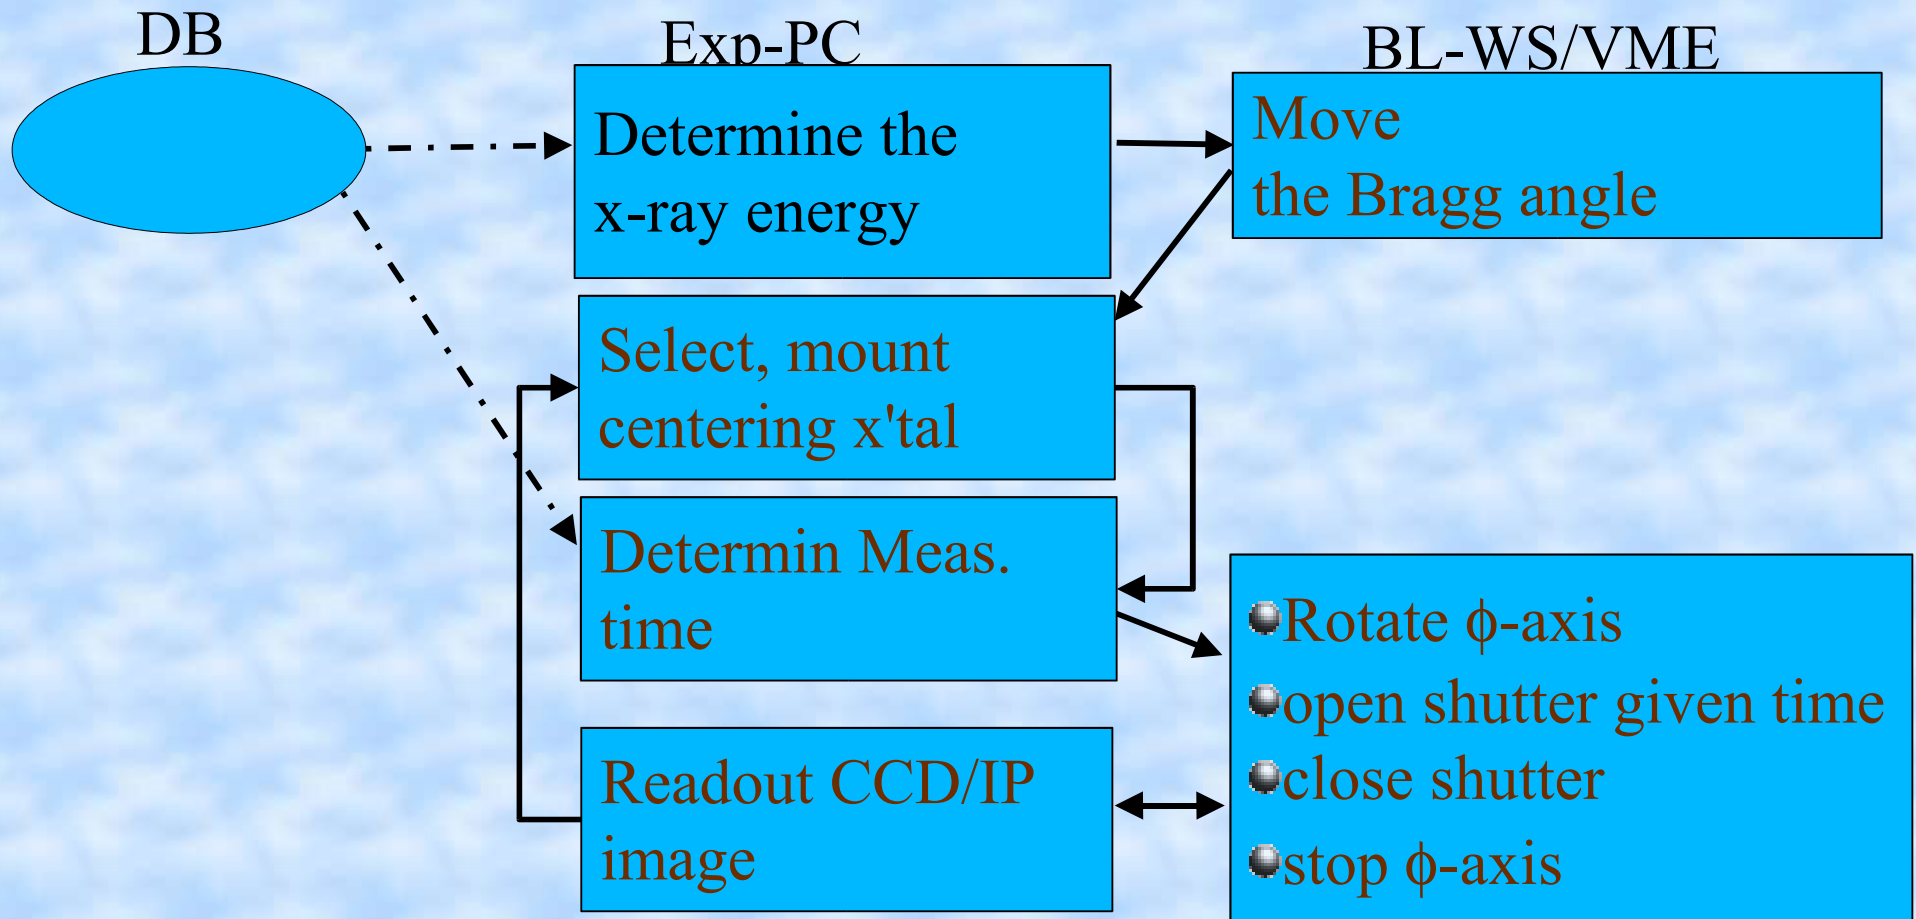 DB
Exp-PC
BL-WS/VME
Determine the
x-ray energy
Move
the Bragg angle
Select, mount
centering x'tal
Determin Meas.
time
Rotate ϕ-axis
open shutter given time
close shutter
stop ϕ-axis
Readout CCD/IP
image